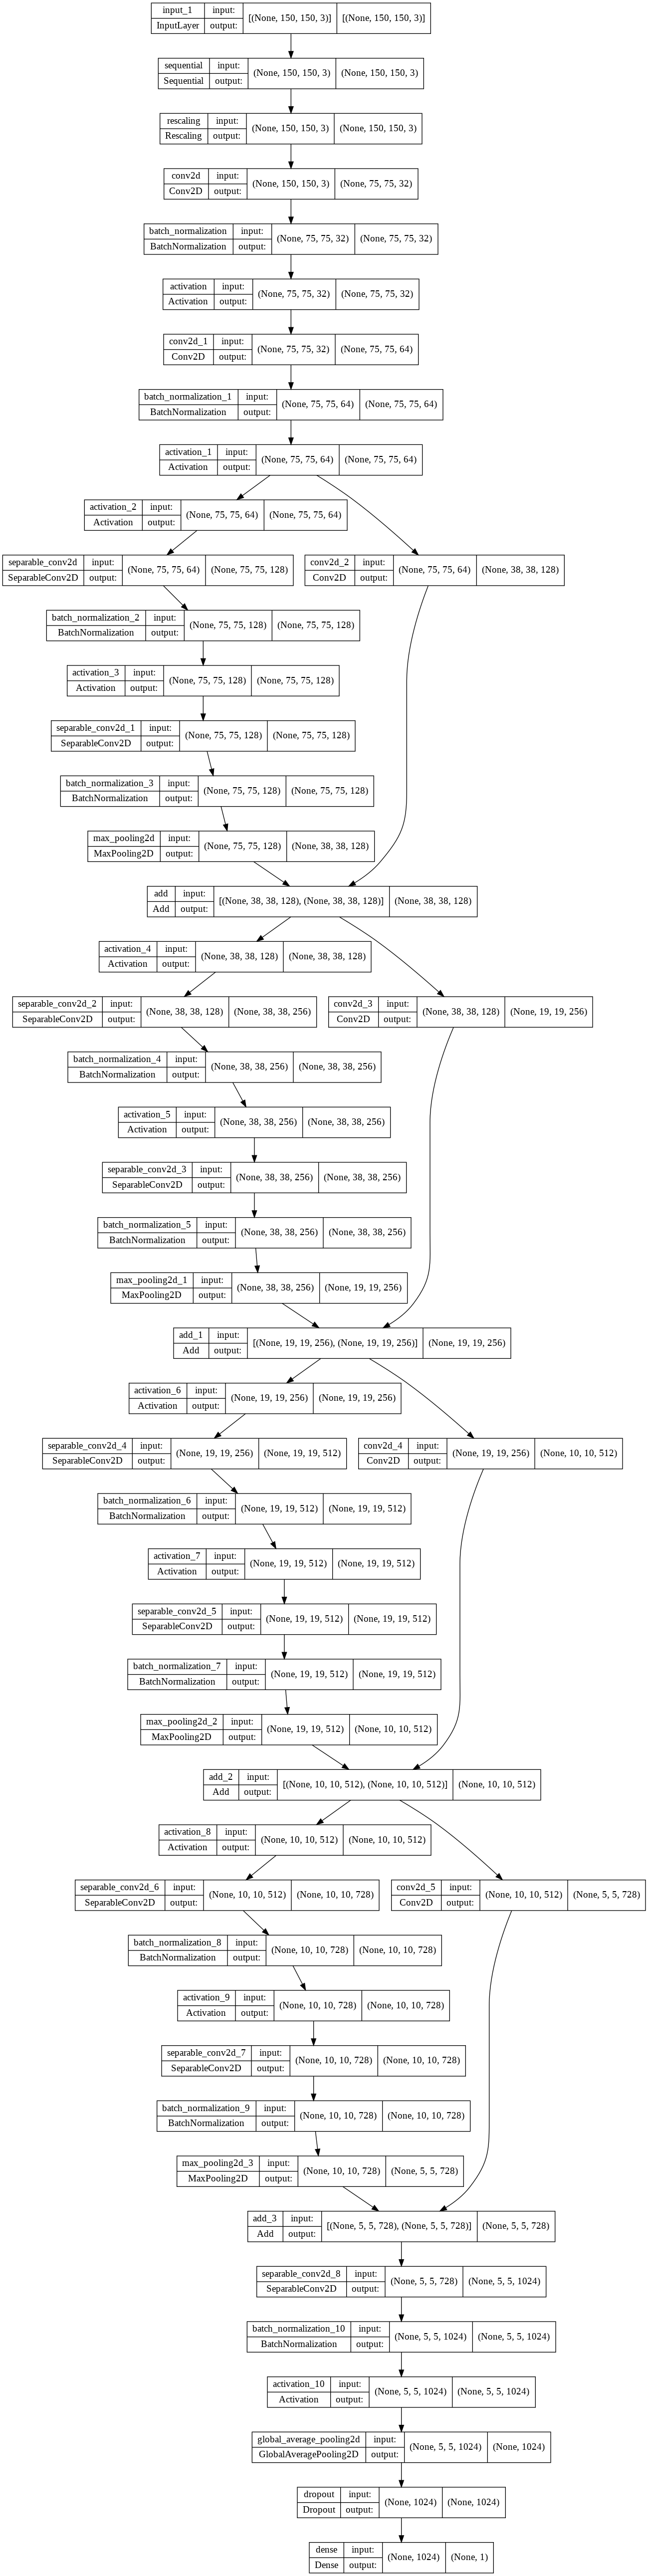 input_1 input: [(None, 150, 150, 3)] [(None, 150, 150, 3)]
InputLayer output:
sequential input: (None, 150, 150, 3) (None, 150, 150, 3)
Sequential output:
rescaling input: (None, 150, 150, 3) (None, 150, 150, 3)
Rescaling output:
conv2d input: (None, 150, 150, 3) (None, 75, 75, 32)
Conv2D output:
batch_normalization input: (None, 75, 75, 32) (None, 75, 75, 32)
BatchNormalization output:
activation input: (None, 75, 75, 32) (None, 75, 75, 32)
Activation output:
conv2d_1 input: (None, 75, 75, 32) (None, 75, 75, 64)
Conv2D output:
batch_normalization_1 input: (None, 75, 75, 64) (None, 75, 75, 64)
BatchNormalization output:
activation_1 input: (None, 75, 75, 64) (None, 75, 75, 64)
Activation output:
activation_2 input: (None, 75, 75, 64) (None, 75, 75, 64)
Activation output:
separable_conv2d input: (None, 75, 75, 64) (None, 75, 75, 128)
SeparableConv2D output:
conv2d_2 input: (None, 75, 75, 64) (None, 38, 38, 128)
Conv2D output:
batch_normalization_2 input: (None, 75, 75, 128) (None, 75, 75, 128)
BatchNormalization output:
activation_3 input: (None, 75, 75, 128) (None, 75, 75, 128)
Activation output:
separable_conv2d_1 input: (None, 75, 75, 128) (None, 75, 75, 128)
SeparableConv2D output:
batch_normalization_3 input: (None, 75, 75, 128) (None, 75, 75, 128)
BatchNormalization output:
max_pooling2d input: (None, 75, 75, 128) (None, 38, 38, 128)
MaxPooling2D output:
add input: [(None, 38, 38, 128), (None, 38, 38, 128)] (None, 38, 38, 128)
Add output:
activation_4 input: (None, 38, 38, 128) (None, 38, 38, 128)
Activation output:
separable_conv2d_2 input: (None, 38, 38, 128) (None, 38, 38, 256)
SeparableConv2D output:
conv2d_3 input: (None, 38, 38, 128) (None, 19, 19, 256)
Conv2D output:
batch_normalization_4 input: (None, 38, 38, 256) (None, 38, 38, 256)
BatchNormalization output:
activation_5 input: (None, 38, 38, 256) (None, 38, 38, 256)
Activation output:
separable_conv2d_3 input: (None, 38, 38, 256) (None, 38, 38, 256)
SeparableConv2D output:
batch_normalization_5 input: (None, 38, 38, 256) (None, 38, 38, 256)
BatchNormalization output:
max_pooling2d_1 input: (None, 38, 38, 256) (None, 19, 19, 256)
MaxPooling2D output:
add_1 input: [(None, 19, 19, 256), (None, 19, 19, 256)] (None, 19, 19, 256)
Add output:
activation_6 input: (None, 19, 19, 256) (None, 19, 19, 256)
Activation output:
separable_conv2d_4 input: (None, 19, 19, 256) (None, 19, 19, 512)
SeparableConv2D output:
conv2d_4 input: (None, 19, 19, 256) (None, 10, 10, 512)
Conv2D output:
batch_normalization_6 input: (None, 19, 19, 512) (None, 19, 19, 512)
BatchNormalization output:
activation_7 input: (None, 19, 19, 512) (None, 19, 19, 512)
Activation output:
separable_conv2d_5 input: (None, 19, 19, 512) (None, 19, 19, 512)
SeparableConv2D output:
batch_normalization_7 input: (None, 19, 19, 512) (None, 19, 19, 512)
BatchNormalization output:
max_pooling2d_2 input: (None, 19, 19, 512) (None, 10, 10, 512)
MaxPooling2D output:
add_2 input: [(None, 10, 10, 512), (None, 10, 10, 512)] (None, 10, 10, 512)
Add output:
activation_8 input: (None, 10, 10, 512) (None, 10, 10, 512)
Activation output:
separable_conv2d_6 input: (None, 10, 10, 512) (None, 10, 10, 728)
SeparableConv2D output:
conv2d_5 input: (None, 10, 10, 512) (None, 5, 5, 728)
Conv2D output:
batch_normalization_8 input: (None, 10, 10, 728) (None, 10, 10, 728)
BatchNormalization output:
activation_9 input: (None, 10, 10, 728) (None, 10, 10, 728)
Activation output:
separable_conv2d_7 input: (None, 10, 10, 728) (None, 10, 10, 728)
SeparableConv2D output:
batch_normalization_9 input: (None, 10, 10, 728) (None, 10, 10, 728)
BatchNormalization output:
max_pooling2d_3 input: (None, 10, 10, 728) (None, 5, 5, 728)
MaxPooling2D output:
add_3 input: [(None, 5, 5, 728), (None, 5, 5, 728)] (None, 5, 5, 728)
Add output:
separable_conv2d_8 input: (None, 5, 5, 728) (None, 5, 5, 1024)
SeparableConv2D output:
batch_normalization_10 input: (None, 5, 5, 1024) (None, 5, 5, 1024)
BatchNormalization output:
activation_10 input: (None, 5, 5, 1024) (None, 5, 5, 1024)
Activation output:
global_average_pooling2d input: (None, 5, 5, 1024) (None, 1024)
GlobalAveragePooling2D output:
dropout input: (None, 1024) (None, 1024)
Dropout output:
dense input: (None, 1024) (None, 1)
Dense output: